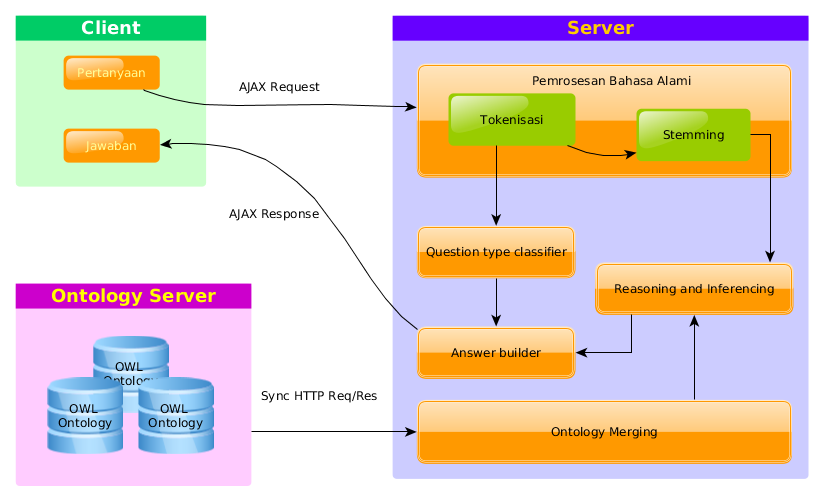 Client
Pertanyaan
Jawaban
AJAX Request
AJAX Response
Server
Pemrosesan Bahasa Alami
Tokenisasi
Stemming
Question type classifier
Reasoning and Inferencing
Answer builder
Ontology Merging
Ontology Server
OWL
Ontology
OWL
Ontology
OWL
Ontology
Sync HTTP Req/Res